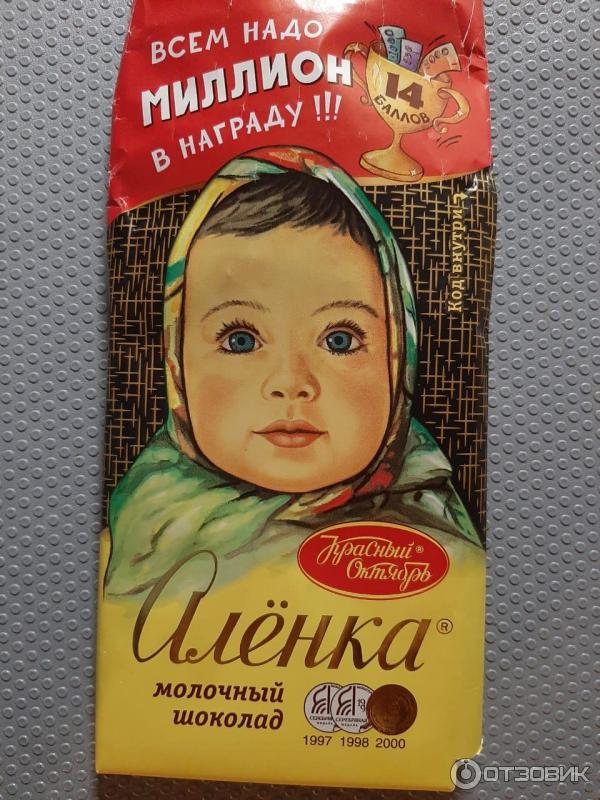 ВСЕМ НАДО
МИЛЛИОН
В НАГРАДУ !!!
14
БАЛЛОВ
Код внутри
Красный®
Октябрь
Алёнка®
МОЛОЧНЫЙ
ШОКОЛАД
1997 1998 2000
ОТЗОВИК